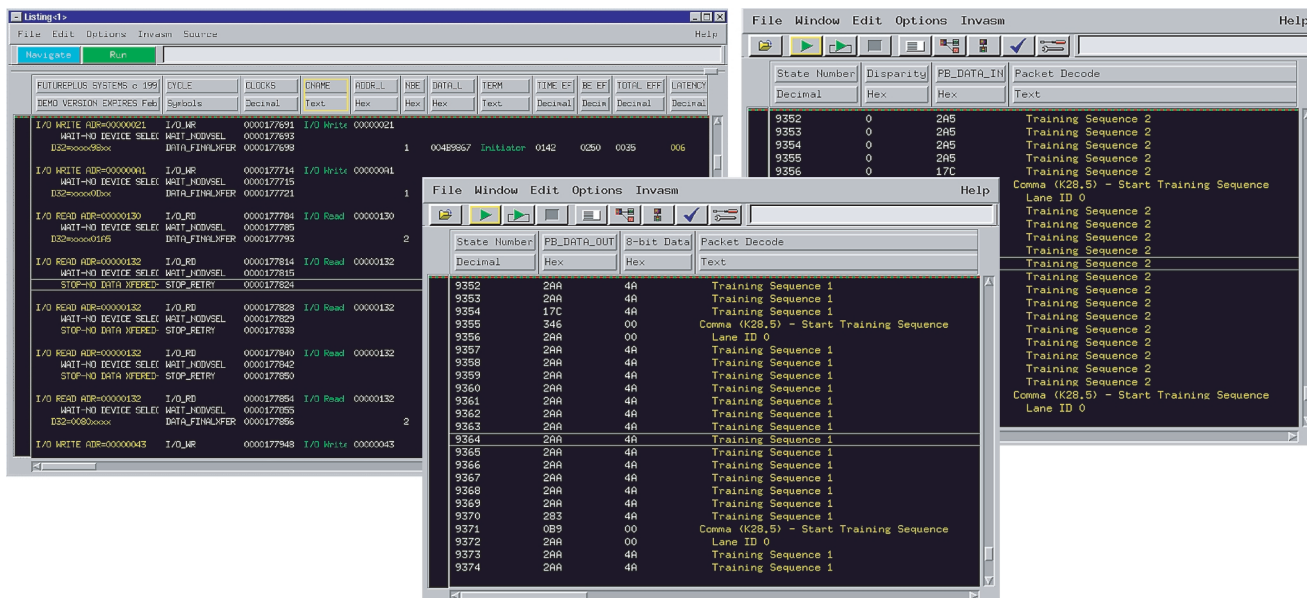 Listing<1>
File Edit Options Invasm Source Help
Navigate Run
FUTUREPLUS SYSTEMS c 199 CYCLE CLOCKS CNAME ADDR_L NBE DATA_L TERM TIME EF BE EF TOTAL EFF LATENCY
DEMO VERSION EXPIRES Feb Symbols Decimal Text Hex Hex Hex Text Decimal Decim Decimal Decimal
I/O WRITE ADR=00000021 I/O_WR 0000177691 I/O Write 00000021
WAIT-NO DEVICE SELEC WAIT_NODVSEL 0000177693
D32=xxxx98xx DATA_FINALXFER 0000177698 1 004B9867 Initiator 0142 0250 0035 006
I/O WRITE ADR=000000A1 I/O_WR 0000177714 I/O Write 000000A1
WAIT-NO DEVICE SELEC WAIT_NODVSEL 0000177715
D32=xxxx0Dxx DATA_FINALXFER 0000177721 1
I/O READ ADR=00000130 I/O_RD 0000177784 I/O Read 00000130
WAIT-NO DEVICE SELEC WAIT_NODVSEL 0000177785
D32=xxxx01A6 DATA_FINALXFER 0000177793 2
I/O READ ADR=00000132 I/O_RD 0000177814 I/O Read 00000132
WAIT-NO DEVICE SELEC WAIT_NODVSEL 0000177815
STOP-NO DATA XFERED- STOP_RETRY 0000177824
I/O READ ADR=00000132 I/O_RD 0000177828 I/O Read 00000132
WAIT-NO DEVICE SELEC WAIT_NODVSEL 0000177829
STOP-NO DATA XFERED- STOP_RETRY 0000177838
I/O READ ADR=00000132 I/O_RD 0000177840 I/O Read 00000132
WAIT-NO DEVICE SELEC WAIT_NODVSEL 0000177842
STOP-NO DATA XFERED- STOP_RETRY 0000177850
I/O READ ADR=00000132 I/O_RD 0000177854 I/O Read 00000132
WAIT-NO DEVICE SELEC WAIT_NODVSEL 0000177855
D32=0080xxxx DATA_FINALXFER 0000177856 2
I/O WRITE ADR=00000043 I/O_WR 0000177948 I/O Write 00000043
File Window Edit Options Invasm Help
State Number PB_DATA_OUT 8-bit Data Packet Decode
Decimal Hex Hex Text
9352 2AA 4A Training Sequence 1
9353 2AA 4A Training Sequence 1
9354 17C 4A Training Sequence 1
9355 346 00 Comma (K28.5) - Start Training Sequence
9356 2AA 00 Lane ID 0
9357 2AA 4A Training Sequence 1
9358 2AA 4A Training Sequence 1
9359 2AA 4A Training Sequence 1
9360 2AA 4A Training Sequence 1
9361 2AA 4A Training Sequence 1
9362 2AA 4A Training Sequence 1
9363 2AA 4A Training Sequence 1
9364 2AA 4A Training Sequence 1
9365 2AA 4A Training Sequence 1
9366 2AA 4A Training Sequence 1
9367 2AA 4A Training Sequence 1
9368 2AA 4A Training Sequence 1
9369 2AA 4A Training Sequence 1
9370 283 4A Training Sequence 1
9371 0B9 00 Comma (K28.5) - Start Training Sequence
9372 2AA 00 Lane ID 0
9373 2AA 4A Training Sequence 1
9374 2AA 4A Training Sequence 1
File Window Edit Options Invasm Help
State Number Disparity PB_DATA_IN Packet Decode
Decimal Hex Hex Text
9352 0 2A5 Training Sequence 2
9353 0 2A5 Training Sequence 2
9354 0 2A5 Training Sequence 2
9355 0 2A5 Training Sequence 2
9356 0 17C Training Sequence 2
Comma (K28.5) - Start Training Sequence
Lane ID 0
Training Sequence 2
Training Sequence 2
Training Sequence 2
Training Sequence 2
Training Sequence 2
Training Sequence 2
Training Sequence 2
Training Sequence 2
Training Sequence 2
Training Sequence 2
Training Sequence 2
Training Sequence 2
Training Sequence 2
Training Sequence 2
Comma (K28.5) - Start Training Sequence
Lane ID 0